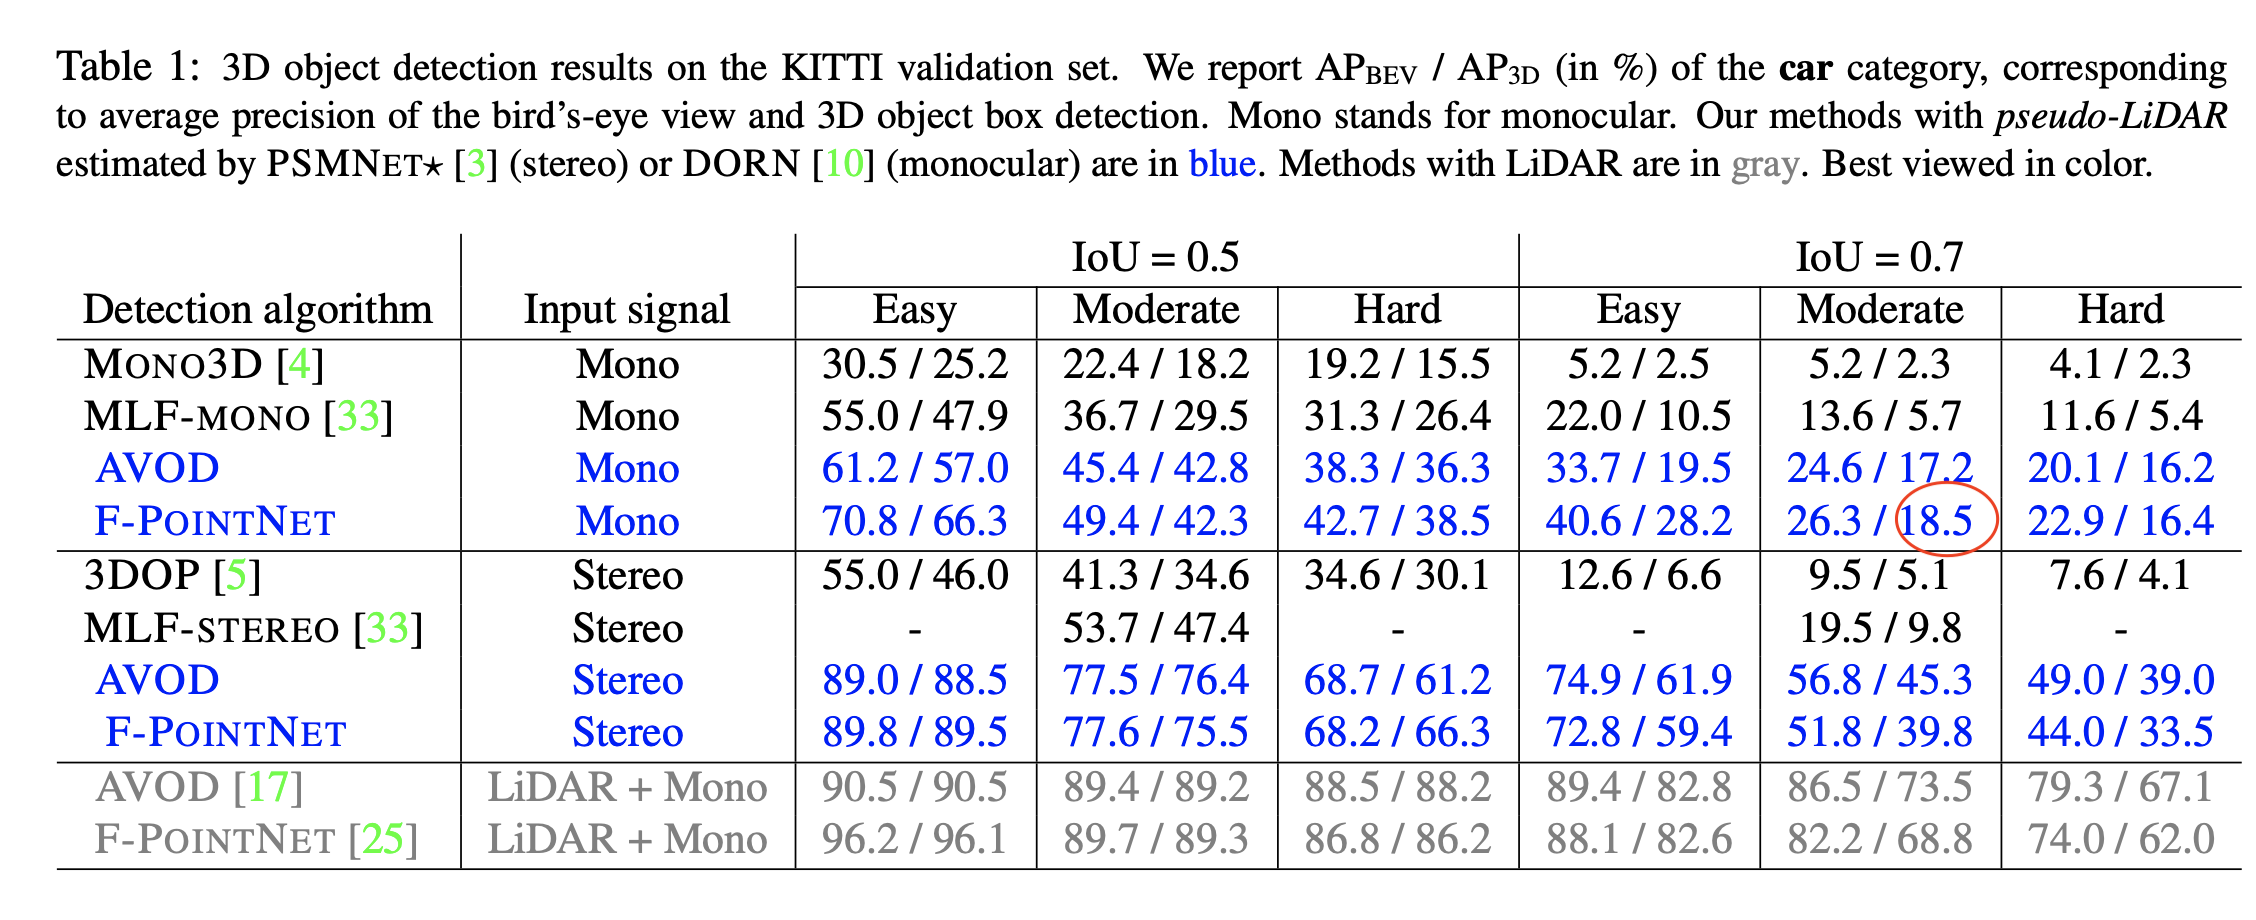 Table 1: 3D object detection results on the KITTI validation set. We report AP_BEV / AP_3D (in %) of the car category, corresponding
to average precision of the bird's-eye view and 3D object box detection. Mono stands for monocular. Our methods with pseudo-LiDAR
estimated by PSMNET⋆ [3] (stereo) or DORN [10] (monocular) are in blue. Methods with LiDAR are in gray. Best viewed in color.
IoU = 0.5 IoU = 0.7
Detection algorithm Input signal Easy Moderate Hard Easy Moderate Hard
MONO3D [4] Mono 30.5 / 25.2 22.4 / 18.2 19.2 / 15.5 5.2 / 2.5 5.2 / 2.3 4.1 / 2.3
MLF-MONO [33] Mono 55.0 / 47.9 36.7 / 29.5 31.3 / 26.4 22.0 / 10.5 13.6 / 5.7 11.6 / 5.4
AVOD Mono 61.2 / 57.0 45.4 / 42.8 38.3 / 36.3 33.7 / 19.5 24.6 / 17.2 20.1 / 16.2
F-POINTNET Mono 70.8 / 66.3 49.4 / 42.3 42.7 / 38.5 40.6 / 28.2 26.3 / 18.5 22.9 / 16.4
3DOP [5] Stereo 55.0 / 46.0 41.3 / 34.6 34.6 / 30.1 12.6 / 6.6 9.5 / 5.1 7.6 / 4.1
MLF-STEREO [33] Stereo - 53.7 / 47.4 - - 19.5 / 9.8 -
AVOD Stereo 89.0 / 88.5 77.5 / 76.4 68.7 / 61.2 74.9 / 61.9 56.8 / 45.3 49.0 / 39.0
F-POINTNET Stereo 89.8 / 89.5 77.6 / 75.5 68.2 / 66.3 72.8 / 59.4 51.8 / 39.8 44.0 / 33.5
AVOD [17] LiDAR + Mono 90.5 / 90.5 89.4 / 89.2 88.5 / 88.2 89.4 / 82.8 86.5 / 73.5 79.3 / 67.1
F-POINTNET [25] LiDAR + Mono 96.2 / 96.1 89.7 / 89.3 86.8 / 86.2 88.1 / 82.6 82.2 / 68.8 74.0 / 62.0